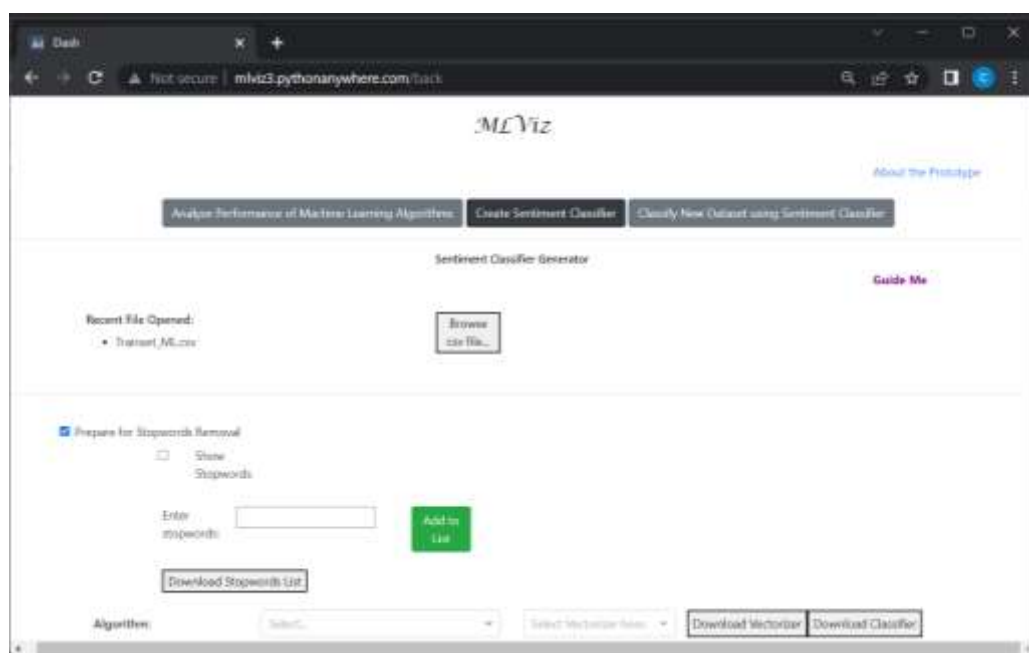 Dash
Not secure mlviz3.pythonanywhere.com/back
MLViz
About the Prototype
Analyze Performance of Machine Learning Algorithms Create Sentiment Classifier Classify New Dataset using Sentiment Classifier
Sentiment Classifier Generator
Guide Me
Recent File Opened:
Trainset_ML.csv
Browse
csv file...
Prepare for Stopwords Removal
Show
Stopwords
Enter
stopwords:
Add to
List
Download Stopwords List
Algorithm: Select... Select Vectorizer Download Vectorizer Download Classifier